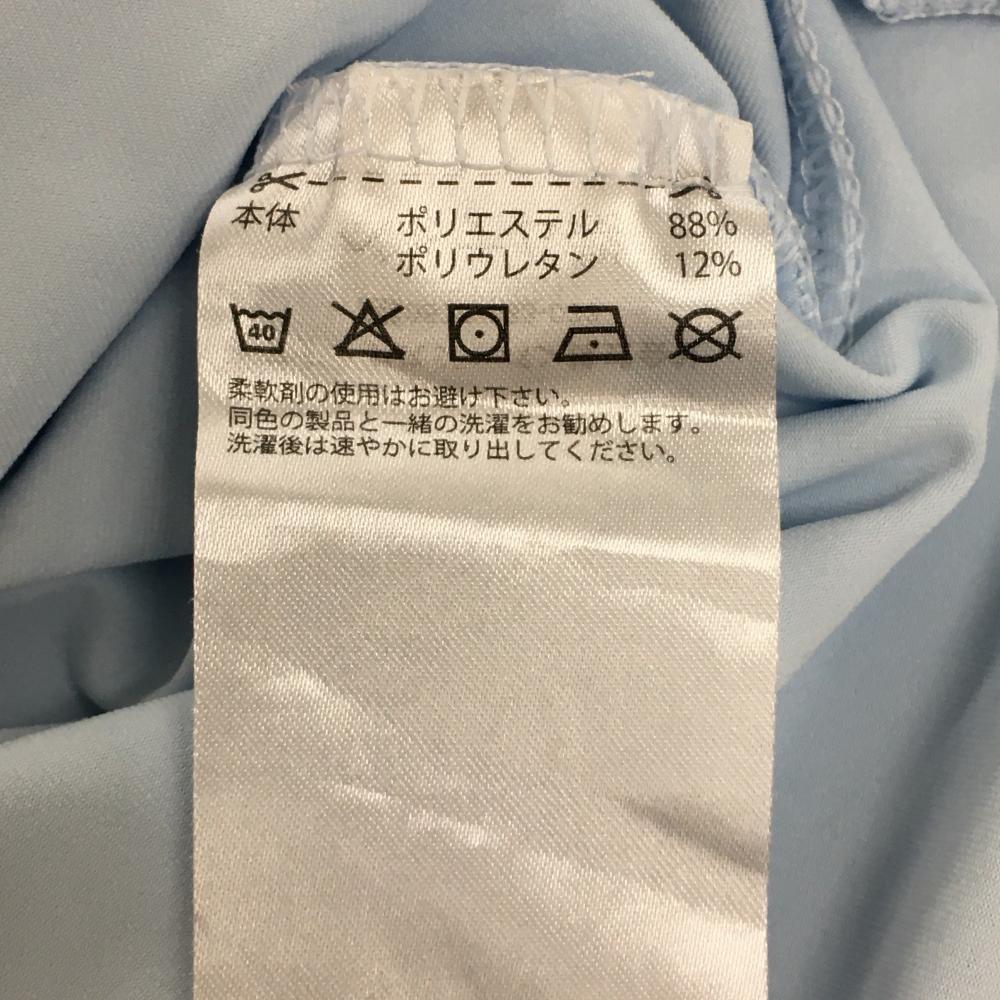 本体 ポリエステル 88%
ポリウレタン 12%
40
柔軟剤の使用はお避け下さい。
同色の製品と一緒の洗濯をお勧めします。
洗濯後は速やかに取り出してください。